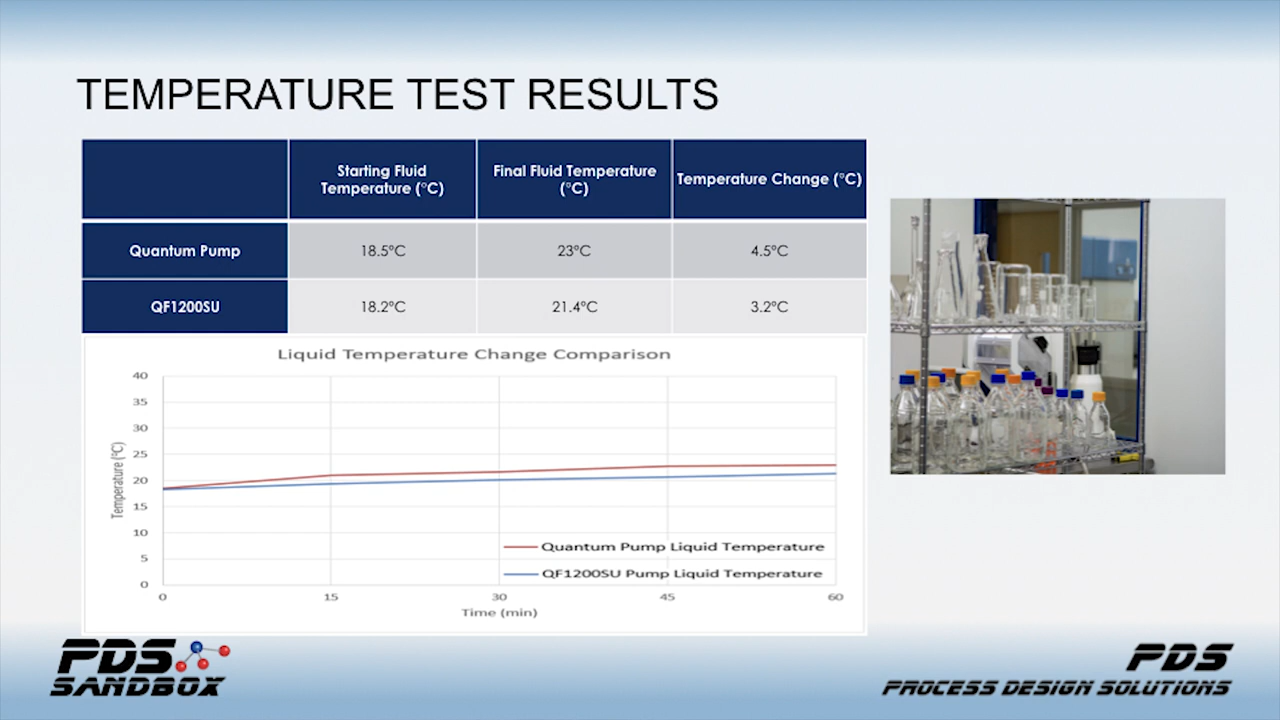 TEMPERATURE TEST RESULTS
Starting Fluid
Temperature (°C)
Final Fluid Temperature
(°C)
Temperature Change (°C)
Quantum Pump
18.5°C
23°C
4.5°C
QF1200SU
18.2°C
21.4°C
3.2°C
Liquid Temperature Change Comparison
Temperature (°C)
40
35
30
25
20
15
10
5
0
Quantum Pump Liquid Temperature
QF1200SU Pump Liquid Temperature
0 15 30 45 60
Time (min)
PDS
SANDBOX
PDS
PROCESS DESIGN SOLUTIONS